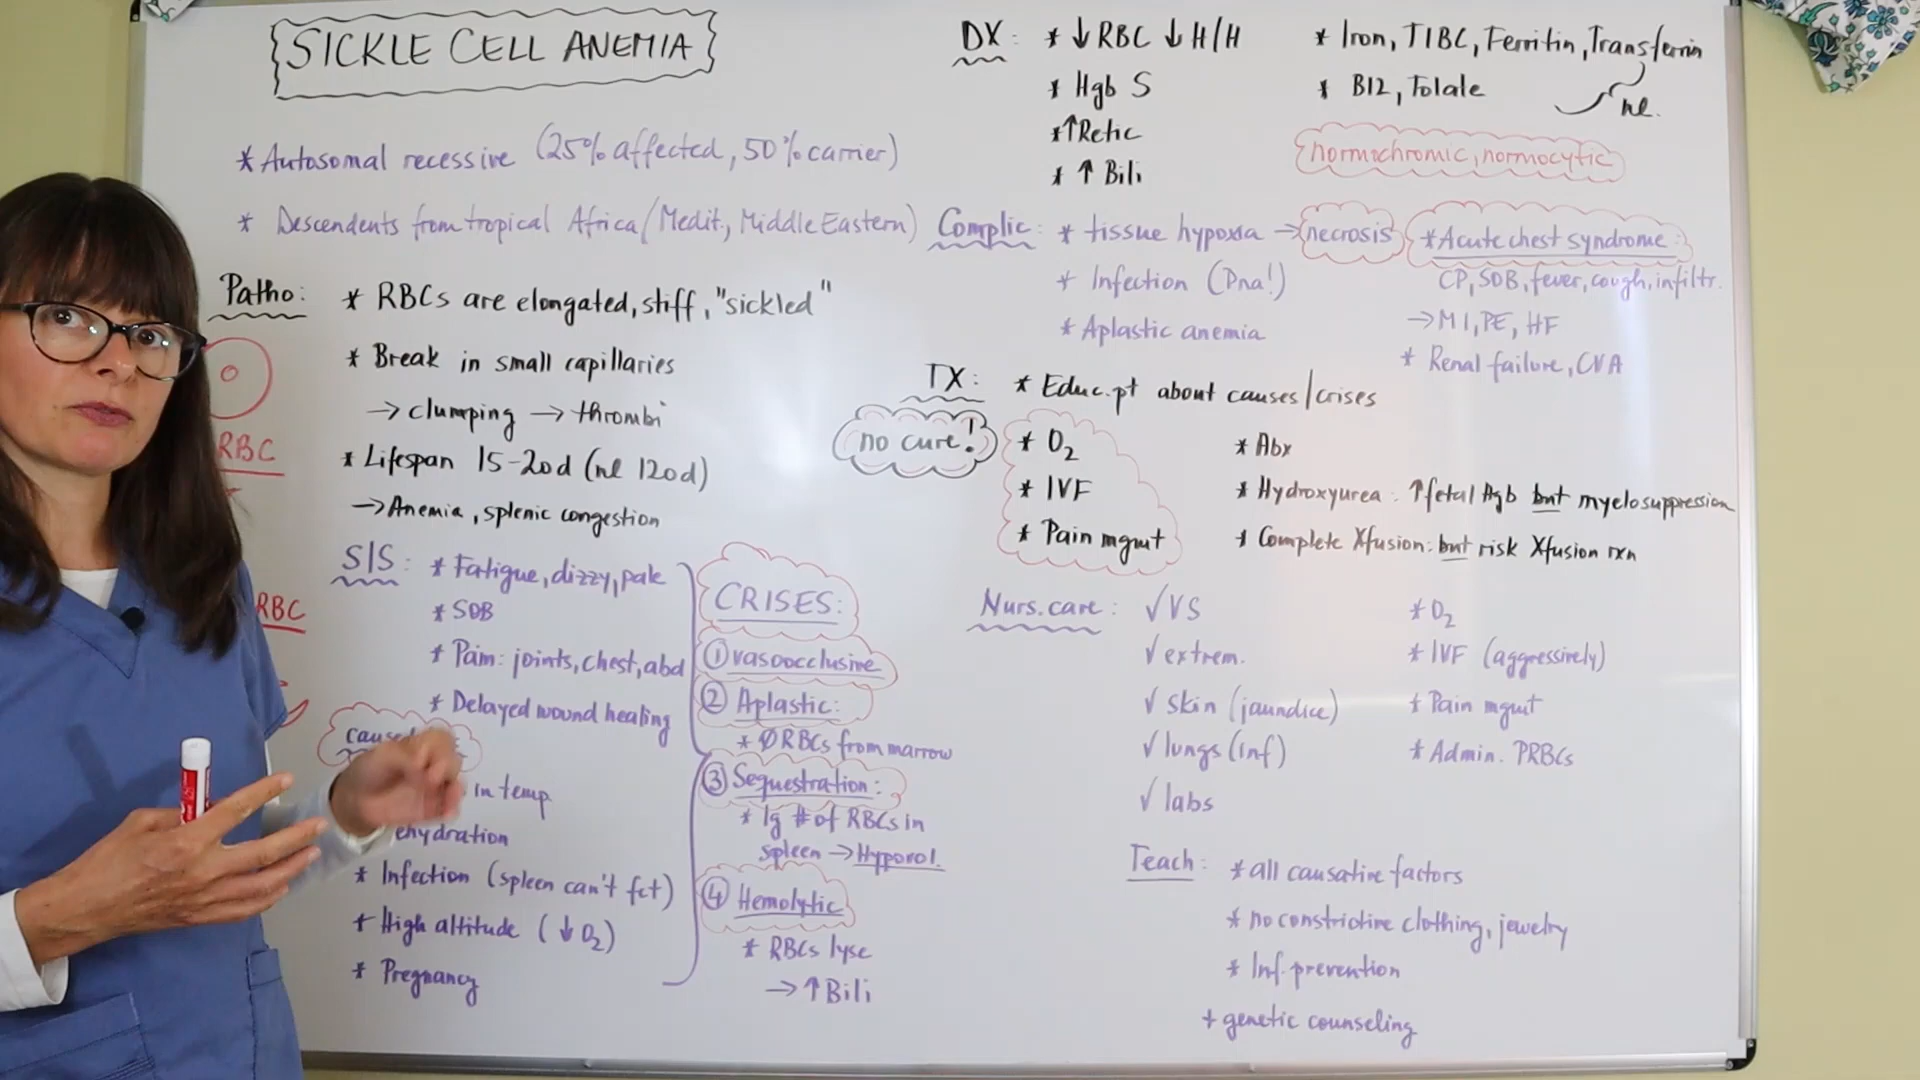 SICKLE CELL ANEMIA
* Autosomal recessive (25% affected, 50% carrier)
* Descendents from tropical Africa (Medit., Middle Eastern)
Patho: * RBCs are elongated, stiff, "sickled"
* Break in small capillaries
→ clumping → thrombi
* Lifespan 15-20d (nl 120d)
→ Anemia, splenic congestion
RBC
RBC
S|S: * Fatigue, dizzy, pale
* SOB
* Pain: joints, chest, abd
* Delayed wound healing
in temp
ehydration
* Infection (spleen can't fct)
* High altitude (↓ O₂)
* Pregnancy
CRISES:
① vasoocclusive
② Aplastic:
* ØRBCs from marrow
③ Sequestration:
* lg # of RBCs in
spleen → Hypovol.
④ Hemolytic
* RBCs lyse
→ ↑ Bili
DX: * ↓ RBC ↓ H/H
* Hgb S
* ↑ Retic
* ↑ Bili
* Iron, TIBC, Ferritin, Transferrin
* B12, Folate
nl.
normochromic, normocytic
Complic: * tissue hypoxia → necrosis
* Infection (Pna!)
* Aplastic anemia
* Acute chest syndrome:
CP, SOB, fever, cough, infiltr.
→ MI, PE, HF
* Renal failure, CVA
TX: * Educ. pt about causes/crises
no cure!
* O₂
* IVF
* Pain mgmt
* Abx
* Hydroxyurea: ↑ fetal Hgb but myelosuppression
* Complete Xfusion: but risk Xfusion rxn
Nurs. care: √ VS
√ extrem.
√ skin (jaundice)
√ lungs (inf)
√ labs
* O₂
* IVF (aggressively)
* Pain mgmt
* Admin. PRBCs
Teach: * all causative factors
* no constrictive clothing, jewelry
* Inf. prevention
+ genetic counseling